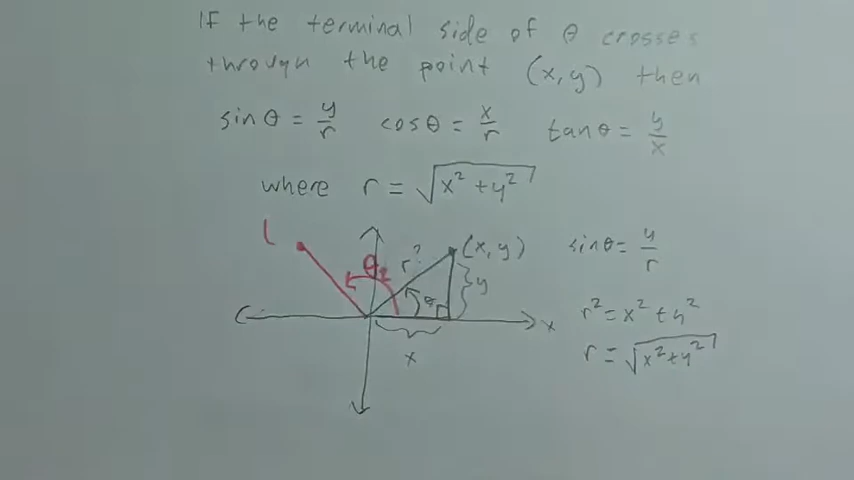 If the terminal side of θ crosses
through the point (x,y) then
sin θ = y/r cos θ = x/r tan θ = y/x
where r = √(x² + y²)
(x,y) sin θ = y/r
θ₂ r? y
θ r² = x² + y²
x
x r = √(x² + y²)